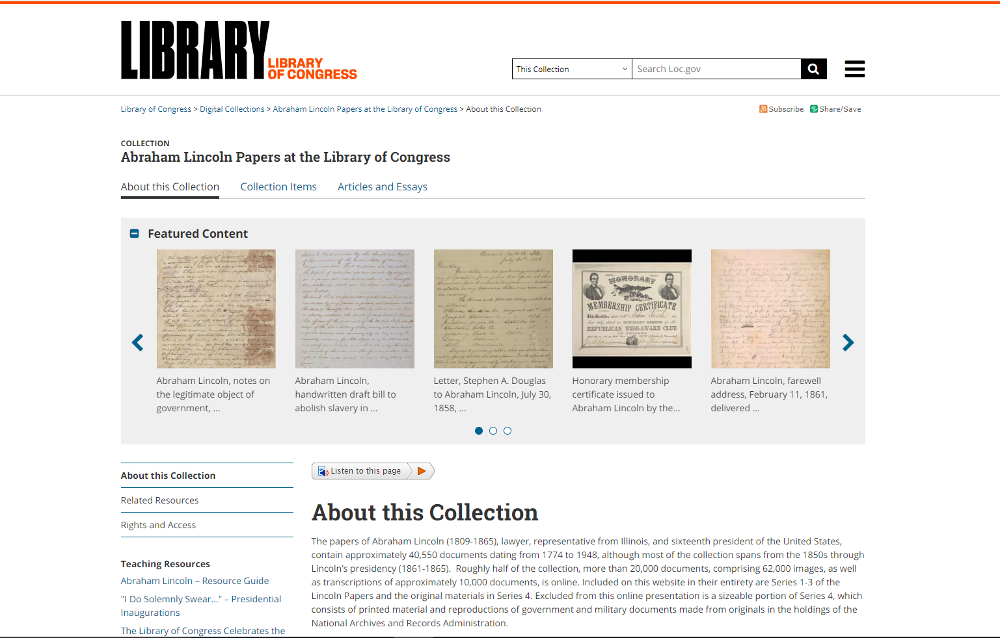 LIBRARY
LIBRARY
OF CONGRESS
This Collection
Search Loc.gov
Library of Congress > Digital Collections > Abraham Lincoln Papers at the Library of Congress > About this Collection
Subscribe Share/Save
COLLECTION
Abraham Lincoln Papers at the Library of Congress
About this Collection Collection Items Articles and Essays
Featured Content
HONORARY
MEMBERSHIP CERTIFICATE
REPUBLICAN WIDE-AWAKE CLUB
OF CHICAGO
Abraham Lincoln, notes on
the legitimate object of
government, ...
Abraham Lincoln,
handwritten draft bill to
abolish slavery in ...
Letter, Stephen A. Douglas
to Abraham Lincoln, July 30,
1858, ...
Honorary membership
certificate issued to
Abraham Lincoln by the...
Abraham Lincoln, farewell
address, February 11, 1861,
delivered ...
About this Collection
Related Resources
Rights and Access
Teaching Resources
Abraham Lincoln – Resource Guide
"I Do Solemnly Swear..." – Presidential
Inaugurations
The Library of Congress Celebrates the
Listen to this page
About this Collection
The papers of Abraham Lincoln (1809-1865), lawyer, representative from Illinois, and sixteenth president of the United States,
contain approximately 40,550 documents dating from 1774 to 1948, although most of the collection spans from the 1850s through
Lincoln's presidency (1861-1865).  Roughly half of the collection, more than 20,000 documents, comprising 62,000 images, as well
as transcriptions of approximately 10,000 documents, is online. Included on this website in their entirety are Series 1-3 of the
Lincoln Papers and the original materials in Series 4. Excluded from this online presentation is a sizeable portion of Series 4, which
consists of printed material and reproductions of government and military documents made from originals in the holdings of the
National Archives and Records Administration.